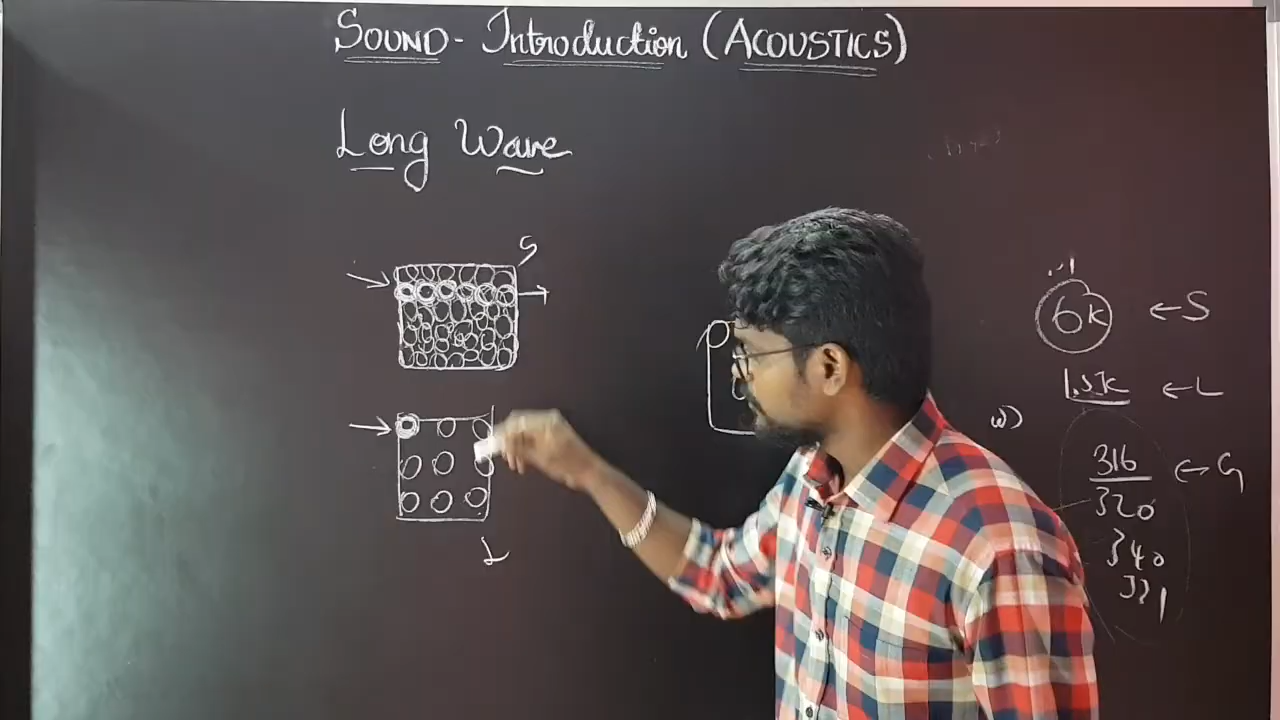 SOUND - Introduction (ACOUSTICS)
Long Wave
S
L
6k ← S
1.5k ← L
w)
316 ← G
320
340
331